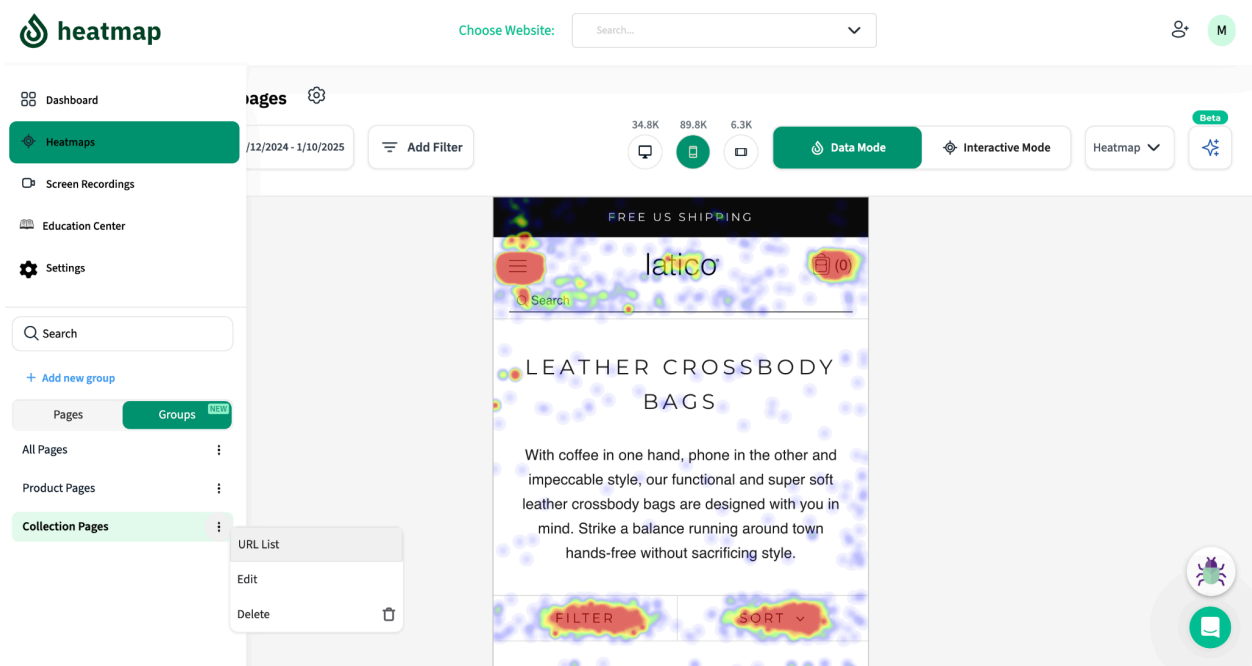 heatmap
Choose Website:
Search...
M
Dashboard
Heatmaps
Screen Recordings
Education Center
Settings
Search
+ Add new group
Pages
Groups
NEW
All Pages
Product Pages
Collection Pages
URL List
Edit
Delete
ages
/12/2024 - 1/10/2025
Add Filter
34.8K
89.8K
6.3K
Data Mode
Interactive Mode
Heatmap
Beta
FREE US SHIPPING
latico
(0)
Search
LEATHER CROSSBODY
BAGS
With coffee in one hand, phone in the other and
impeccable style, our functional and super soft
leather crossbody bags are designed with you in
mind. Strike a balance running around town
hands-free without sacrificing style.
FILTER
SORT